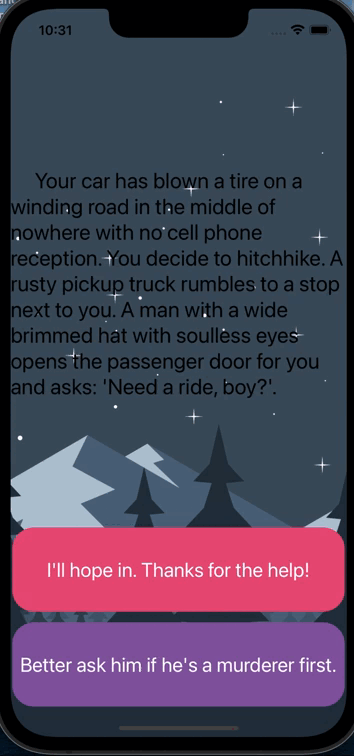 10:31
Your car has blown a tire on a
winding road in the middle of
nowhere with no cell phone
reception. You decide to hitchhike. A
rusty pickup truck rumbles to a stop
next to you. A man with a wide
brimmed hat with soulless eyes
opens the passenger door for you
and asks: 'Need a ride, boy?'.
I'll hope in. Thanks for the help!
Better ask him if he's a murderer first.